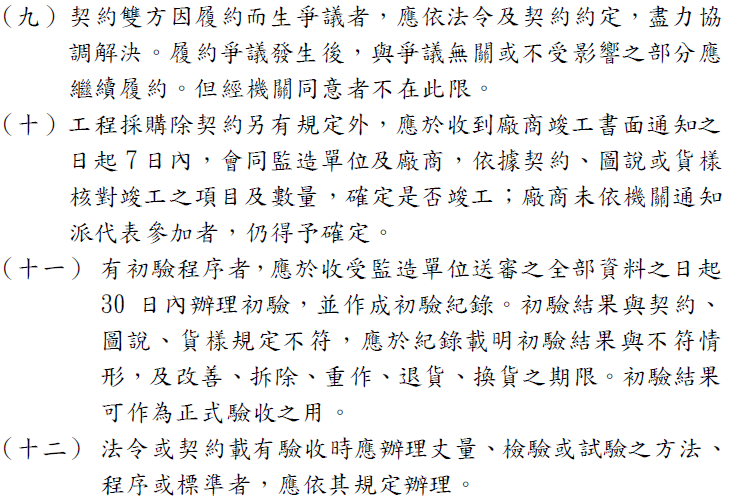 （九）契約雙方因履約而生爭議者，應依法令及契約約定，盡力協
調解決。履約爭議發生後，與爭議無關或不受影響之部分應
繼續履約。但經機關同意者不在此限。
（十）工程採購除契約另有規定外，應於收到廠商竣工書面通知之
日起 7 日內，會同監造單位及廠商，依據契約、圖說或貨樣
核對竣工之項目及數量，確定是否竣工；廠商未依機關通知
派代表參加者，仍得予確定。
（十一） 有初驗程序者，應於收受監造單位送審之全部資料之日起
30 日內辦理初驗，並作成初驗紀錄。初驗結果與契約、
圖說、貨樣規定不符，應於紀錄載明初驗結果與不符情
形，及改善、拆除、重作、退貨、換貨之期限。初驗結果
可作為正式驗收之用。
（十二） 法令或契約載有驗收時應辦理丈量、檢驗或試驗之方法、
程序或標準者，應依其規定辦理。